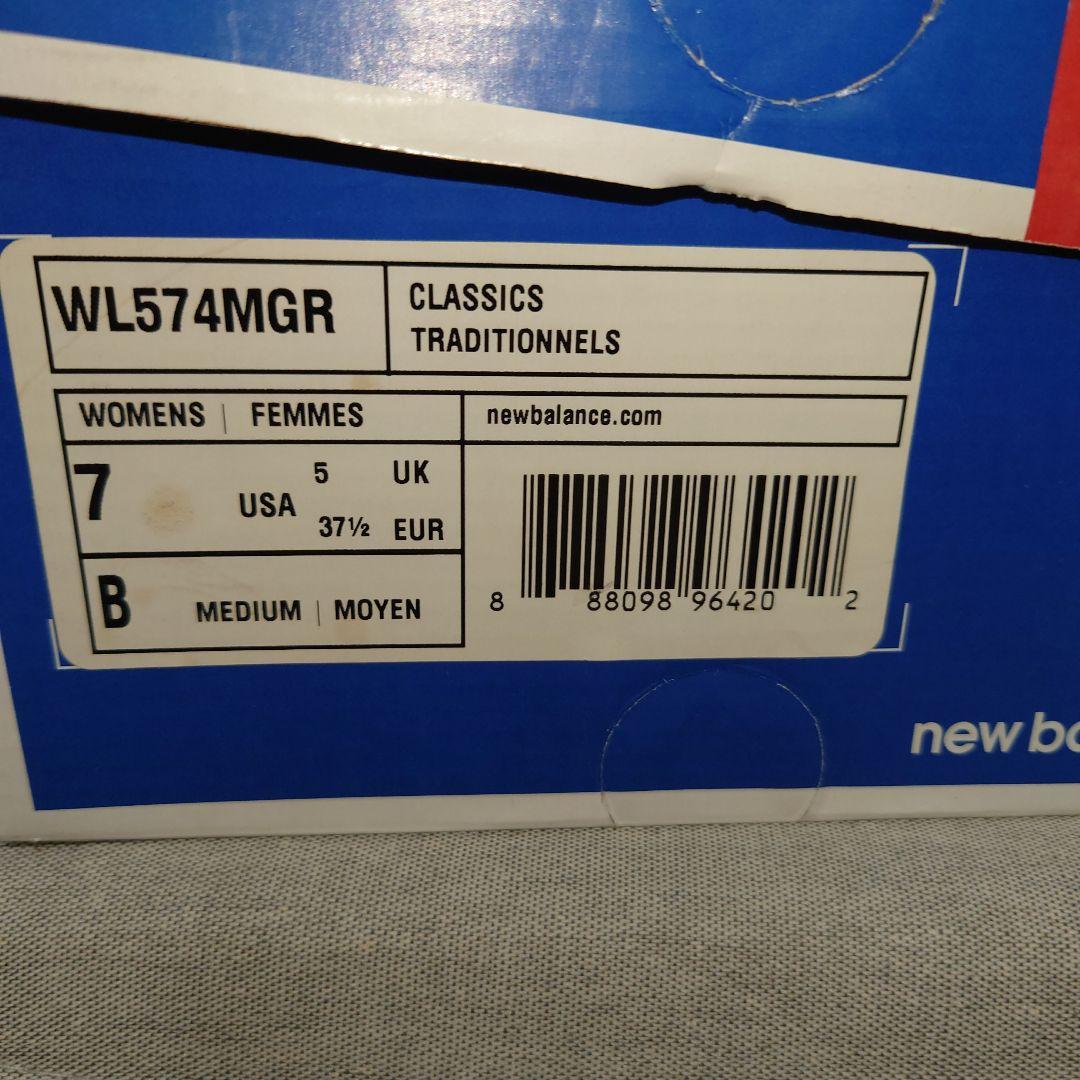 WL574MGR
CLASSICS
TRADITIONNELS
WOMENS | FEMMES
newbalance.com
7 USA
5 UK
37½ EUR
B MEDIUM | MOYEN
8 88098 96420 2
new ba